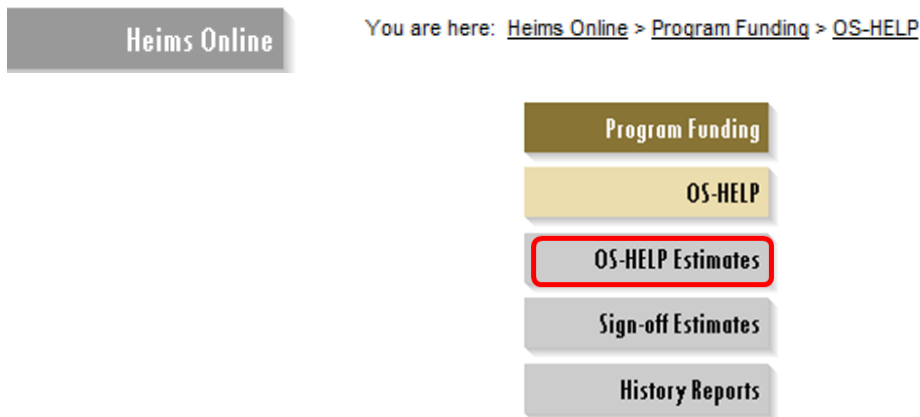 Heims Online
You are here: Heims Online > Program Funding > OS-HELP
Program Funding
OS-HELP
OS-HELP Estimates
Sign-off Estimates
History Reports